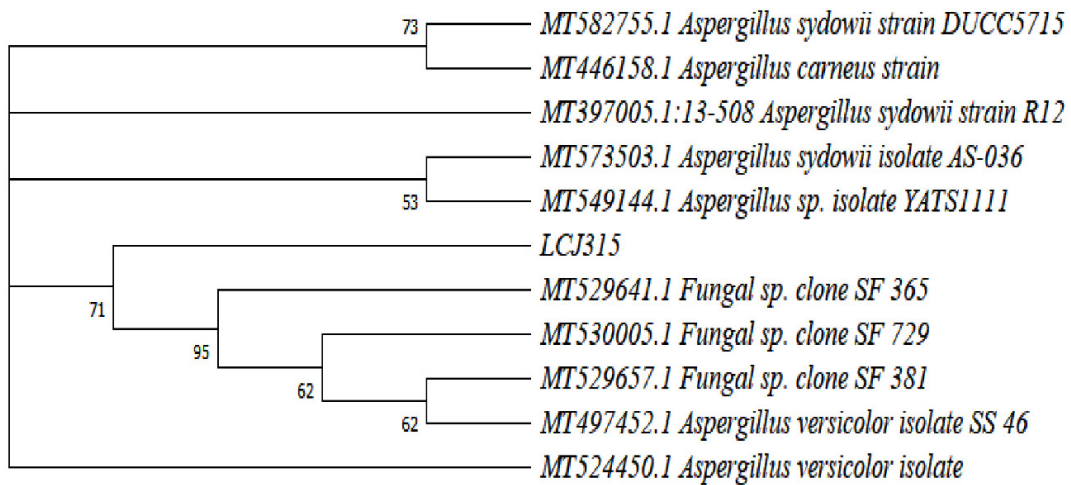 73
MT582755.1 Aspergillus sydowii strain DUCC5715
MT446158.1 Aspergillus carneus strain
MT397005.1:13-508 Aspergillus sydowii strain R12
MT573503.1 Aspergillus sydowii isolate AS-036
53
MT549144.1 Aspergillus sp. isolate YATS1111
LCJ315
MT529641.1 Fungal sp. clone SF 365
71
MT530005.1 Fungal sp. clone SF 729
95
MT529657.1 Fungal sp. clone SF 381
62
MT497452.1 Aspergillus versicolor isolate SS 46
62
MT524450.1 Aspergillus versicolor isolate